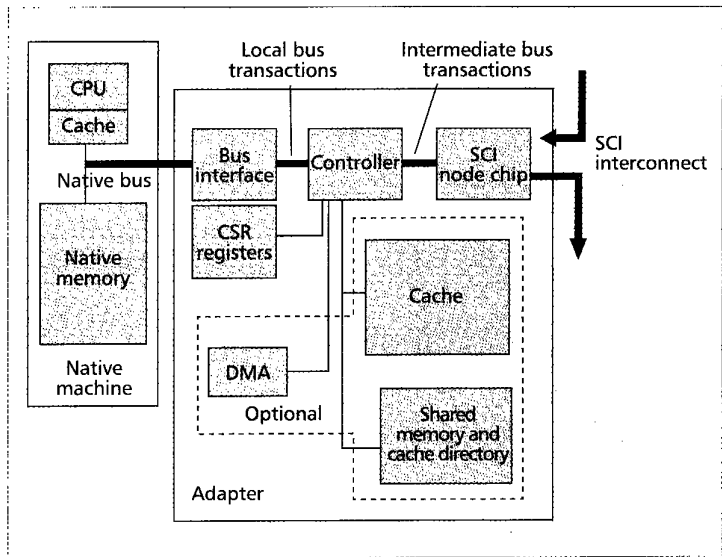 Local bus
transactions
Intermediate bus
transactions
CPU
Cache
Native bus
Native
memory
Native
machine
Bus
interface
Controller
SCI
node chip
SCI
interconnect
CSR
registers
Cache
DMA
Optional
Shared
memory and
cache directory
Adapter